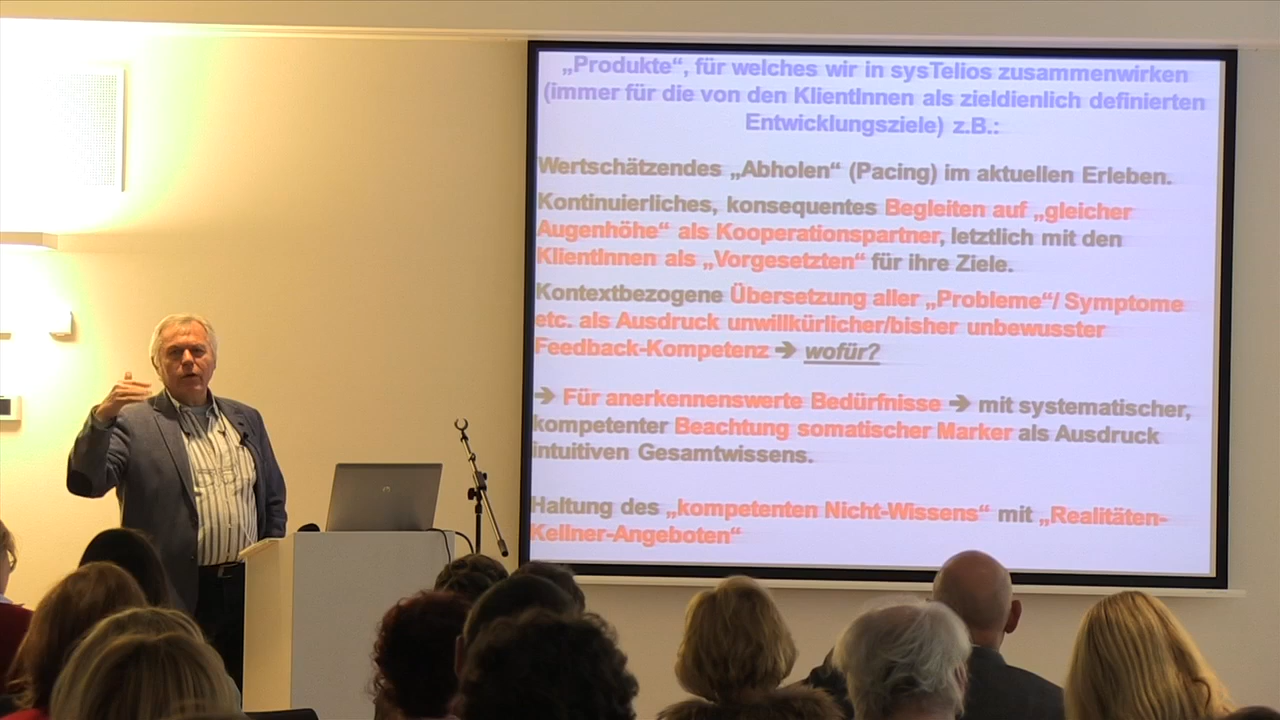 „Produkte“, für welches wir in sysTelios zusammenwirken
(immer für die von den KlientInnen als zieldienlich definierten
Entwicklungsziele) z.B.:
Wertschätzendes „Abholen“ (Pacing) im aktuellen Erleben.
Kontinuierliches, konsequentes Begleiten auf „gleicher
Augenhöhe“ als Kooperationspartner, letztlich mit den
KlientInnen als „Vorgesetzten“ für ihre Ziele.
Kontextbezogene Übersetzung aller „Probleme“/ Symptome
etc. als Ausdruck unwillkürlicher/bisher unbewusster
Feedback-Kompetenz ➔ wofür?
➔ Für anerkennenswerte Bedürfnisse ➔ mit systematischer,
kompetenter Beachtung somatischer Marker als Ausdruck
intuitiven Gesamtwissens.
Haltung des „kompetenten Nicht-Wissens“ mit „Realitäten-
Kellner-Angeboten“